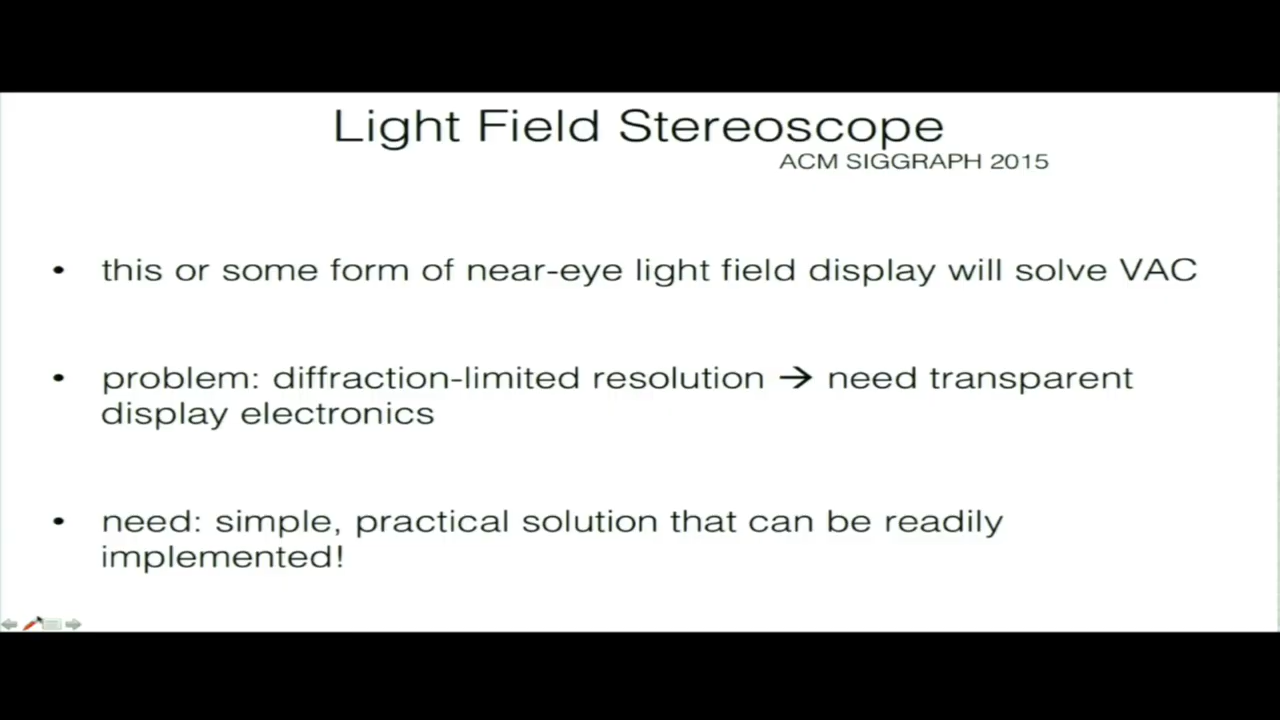 Light Field Stereoscope
ACM SIGGRAPH 2015
• this or some form of near-eye light field display will solve VAC
• problem: diffraction-limited resolution → need transparent
display electronics
• need: simple, practical solution that can be readily
implemented!